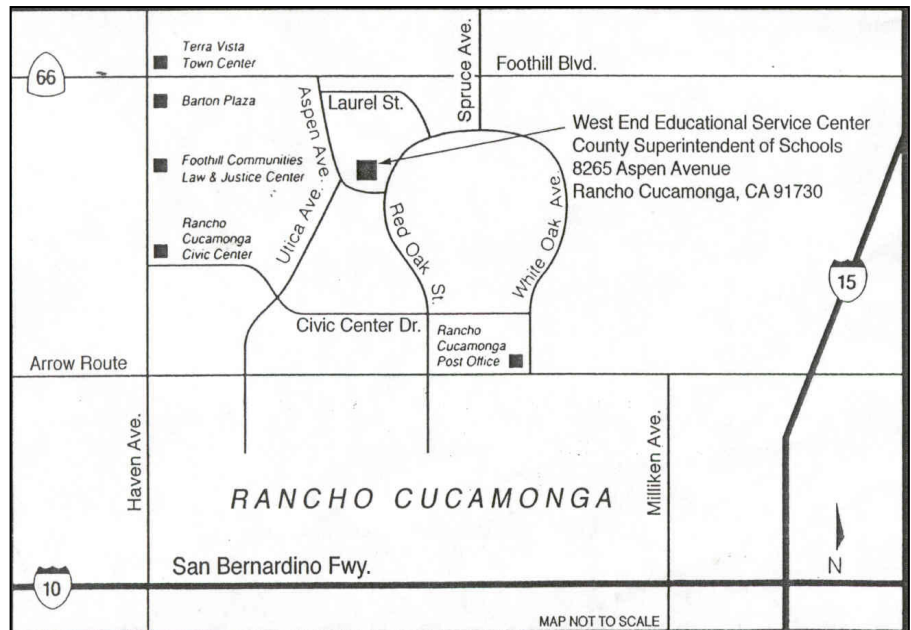 Terra Vista
Town Center
66
Foothill Blvd.
Spruce Ave.
Barton Plaza
Aspen Ave.
Laurel St.
West End Educational Service Center
County Superintendent of Schools
8265 Aspen Avenue
Rancho Cucamonga, CA 91730
Foothill Communities
Law & Justice Center
Utica Ave.
Red Oak St.
White Oak Ave.
Rancho
Cucamonga
Civic Center
15
Civic Center Dr.
Rancho
Cucamonga
Post Office
Arrow Route
Haven Ave.
Milliken Ave.
RANCHO CUCAMONGA
N
San Bernardino Fwy.
10
MAP NOT TO SCALE